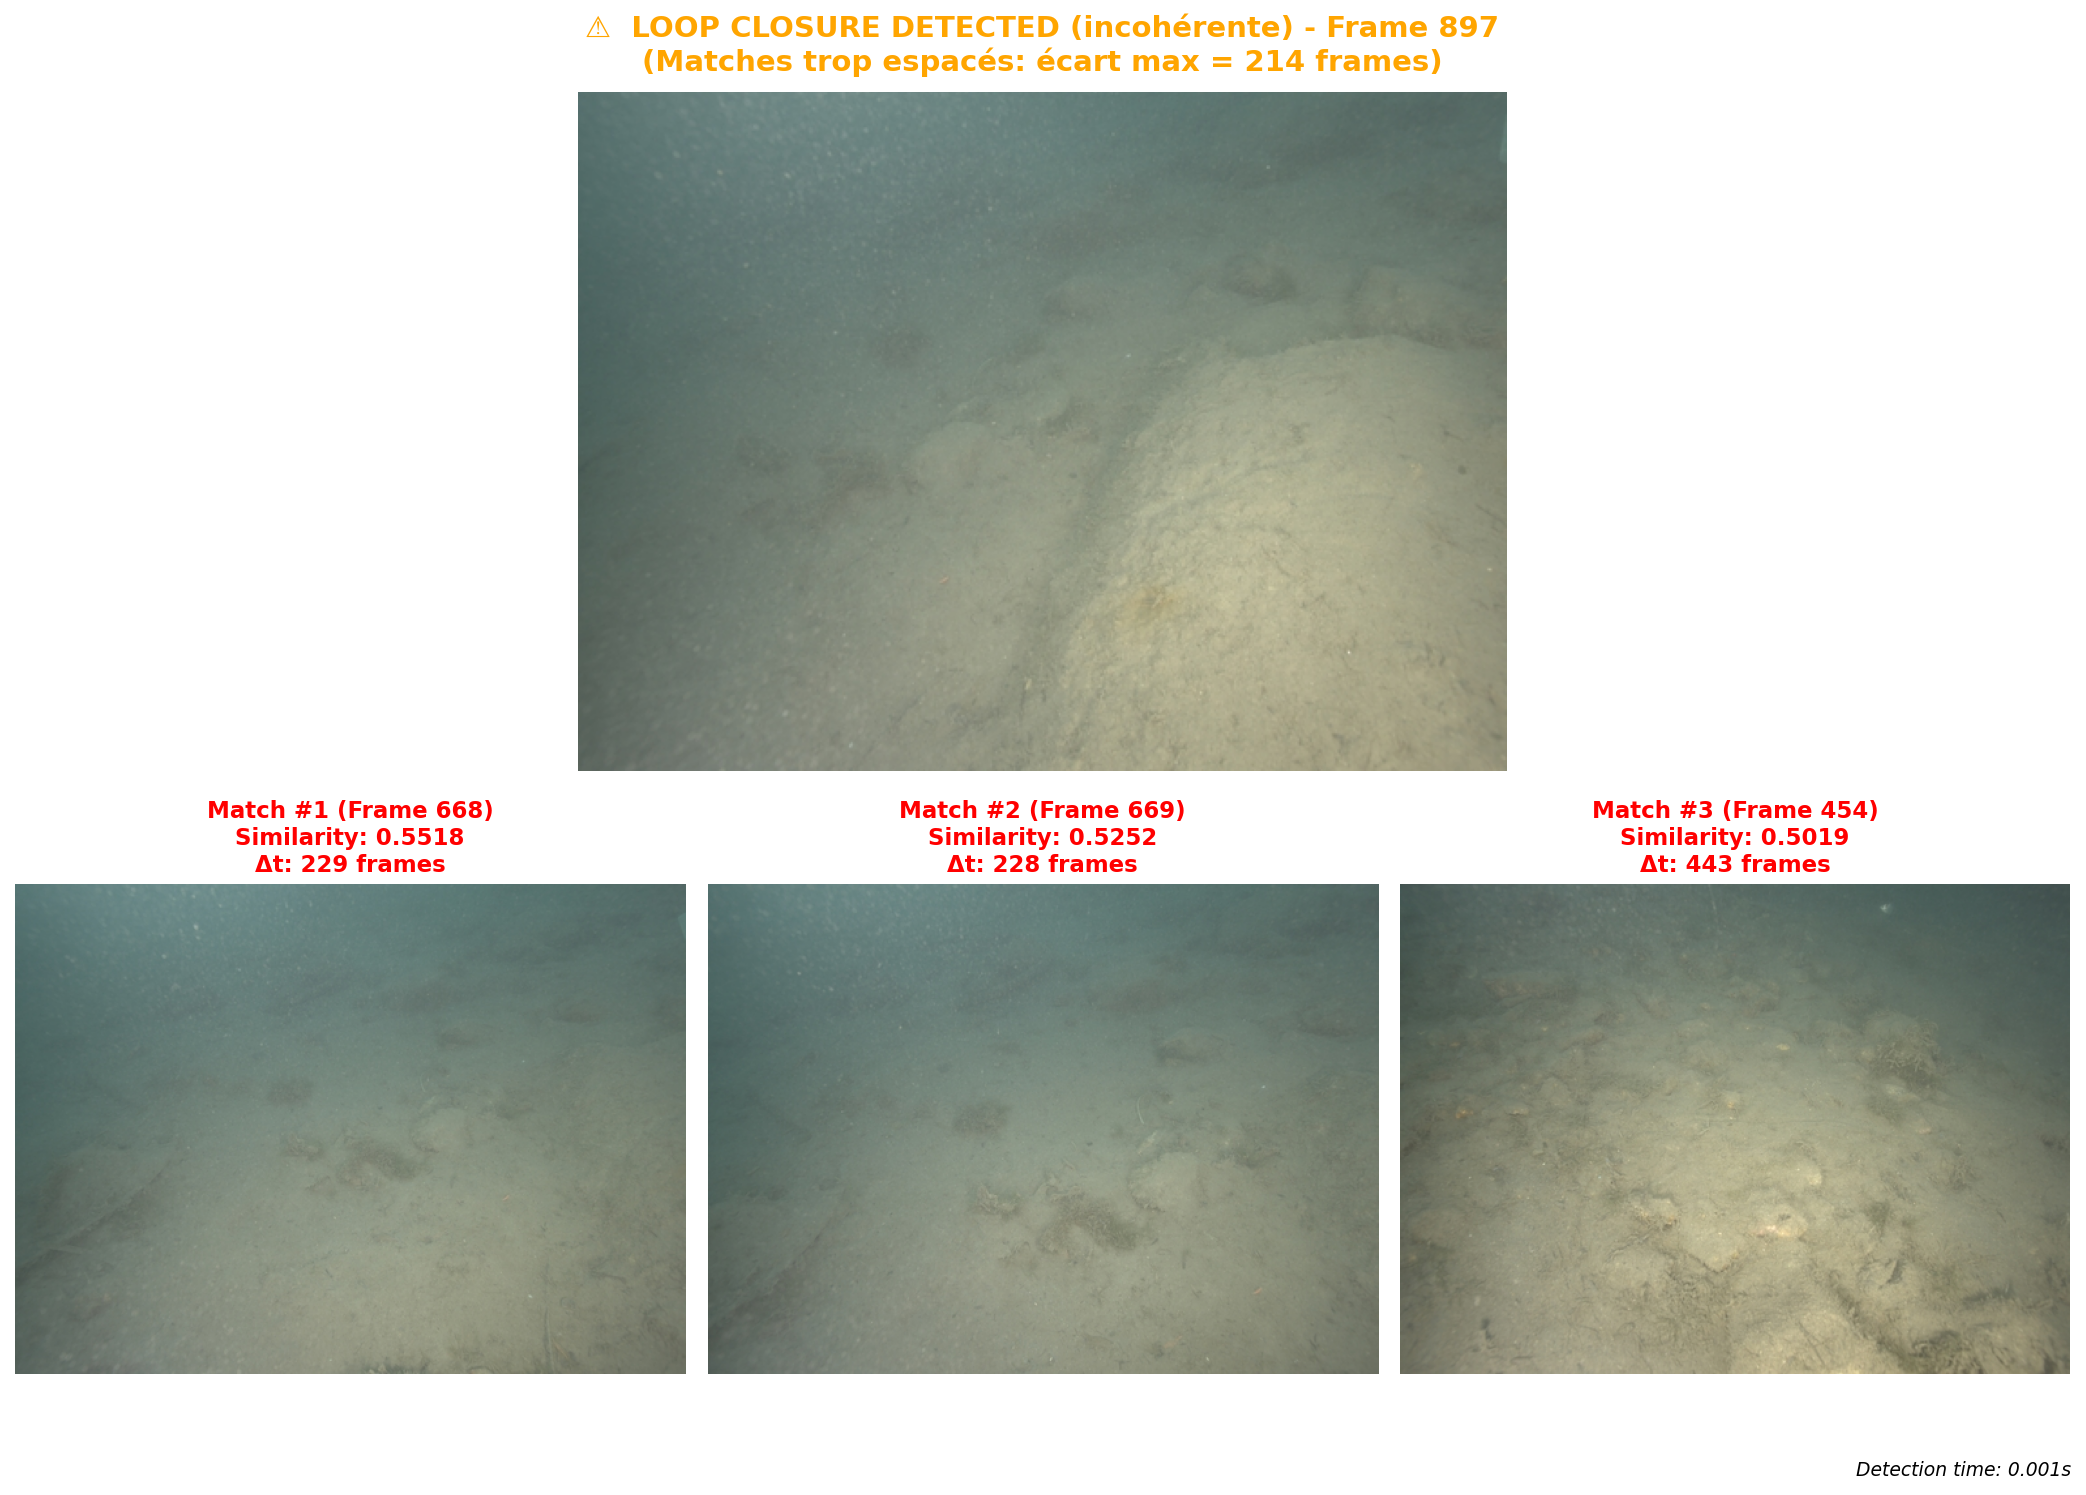 ⚠ LOOP CLOSURE DETECTED (incohérente) - Frame 897
(Matches trop espacés: écart max = 214 frames)
Match #1 (Frame 668)
Similarity: 0.5518
Δt: 229 frames
Match #2 (Frame 669)
Similarity: 0.5252
Δt: 228 frames
Match #3 (Frame 454)
Similarity: 0.5019
Δt: 443 frames
Detection time: 0.001s